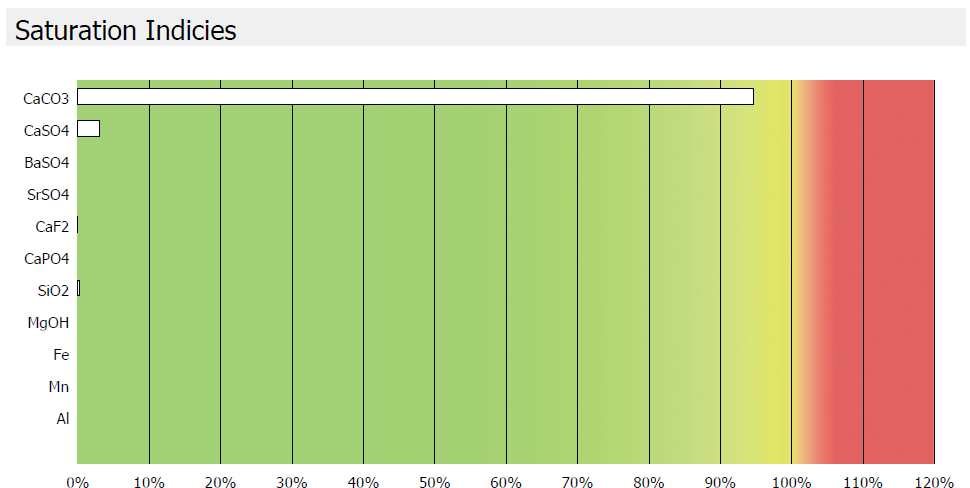 Saturation Indicies
CaCO3
CaSO4
BaSO4
SrSO4
CaF2
CaPO4
SiO2
MgOH
Fe
Mn
Al
0% 10% 20% 30% 40% 50% 60% 70% 80% 90% 100% 110% 120%